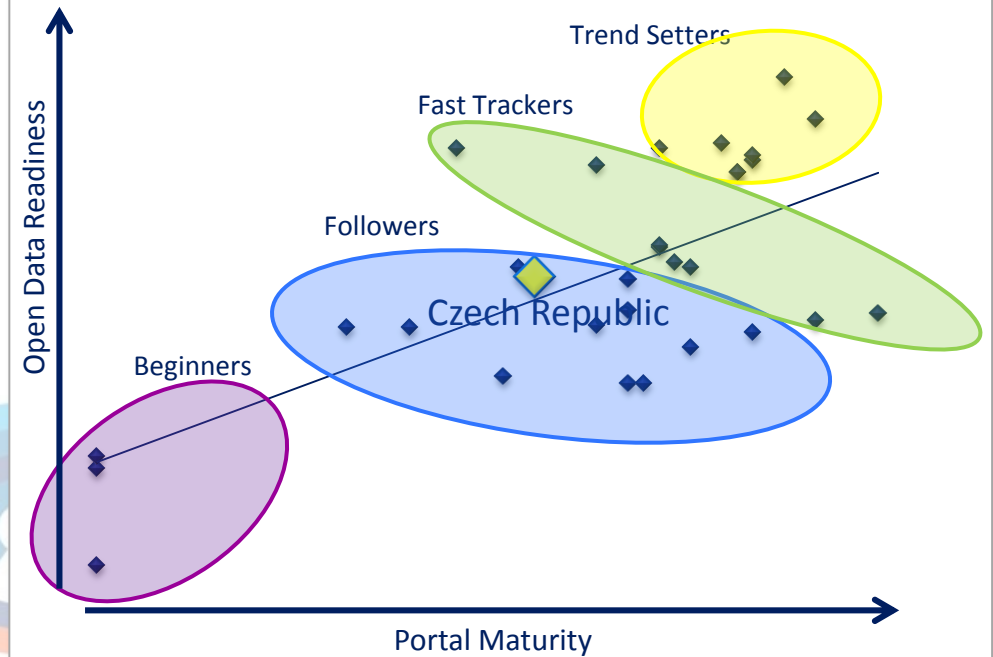 Trend Setters
Fast Trackers
Open Data Readiness
Followers
Czech Republic
Beginners
Portal Maturity